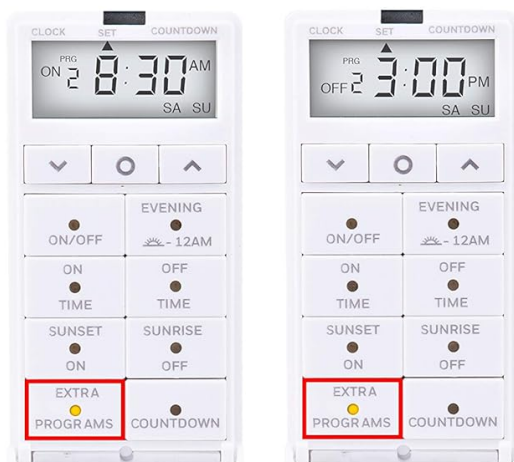 CLOCK SET COUNTDOWN
PRG
ON 2 8:30 AM
SA SU
ON/OFF
EVENING
- 12AM
ON
TIME
OFF
TIME
SUNSET
ON
SUNRISE
OFF
EXTRA
PROGRAMS
COUNTDOWN
CLOCK SET COUNTDOWN
PRG
OFF 2 3:00 PM
SA SU
ON/OFF
EVENING
- 12AM
ON
TIME
OFF
TIME
SUNSET
ON
SUNRISE
OFF
EXTRA
PROGRAMS
COUNTDOWN